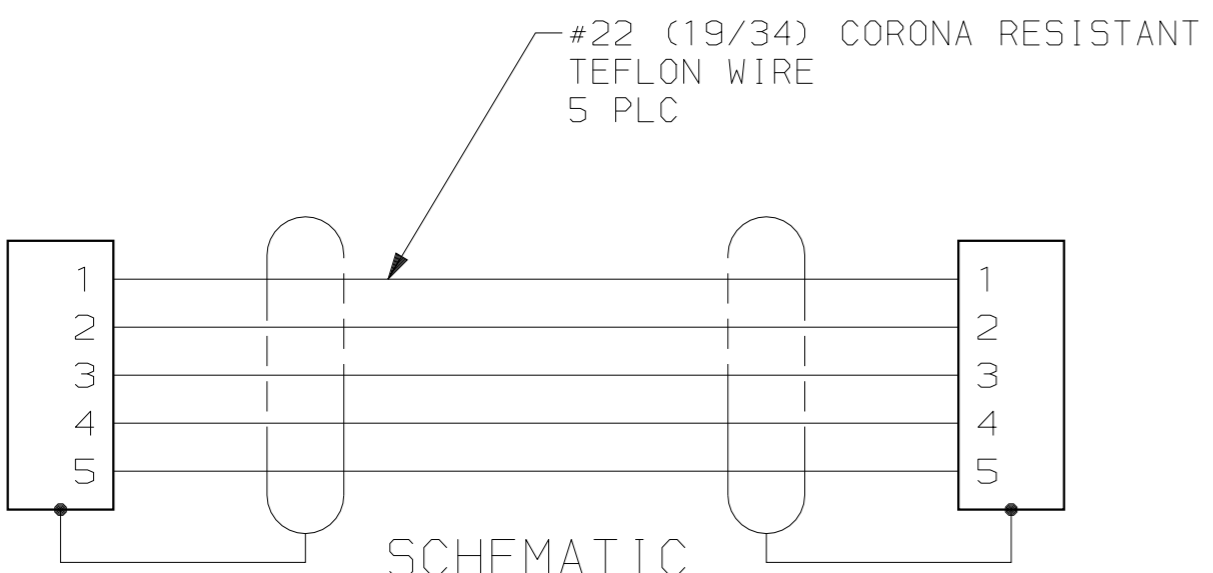 #22 (19/34) CORONA RESISTANT
TEFLON WIRE
5 PLC
1 1
2 2
3 3
4 4
5 5
SCHEMATIC